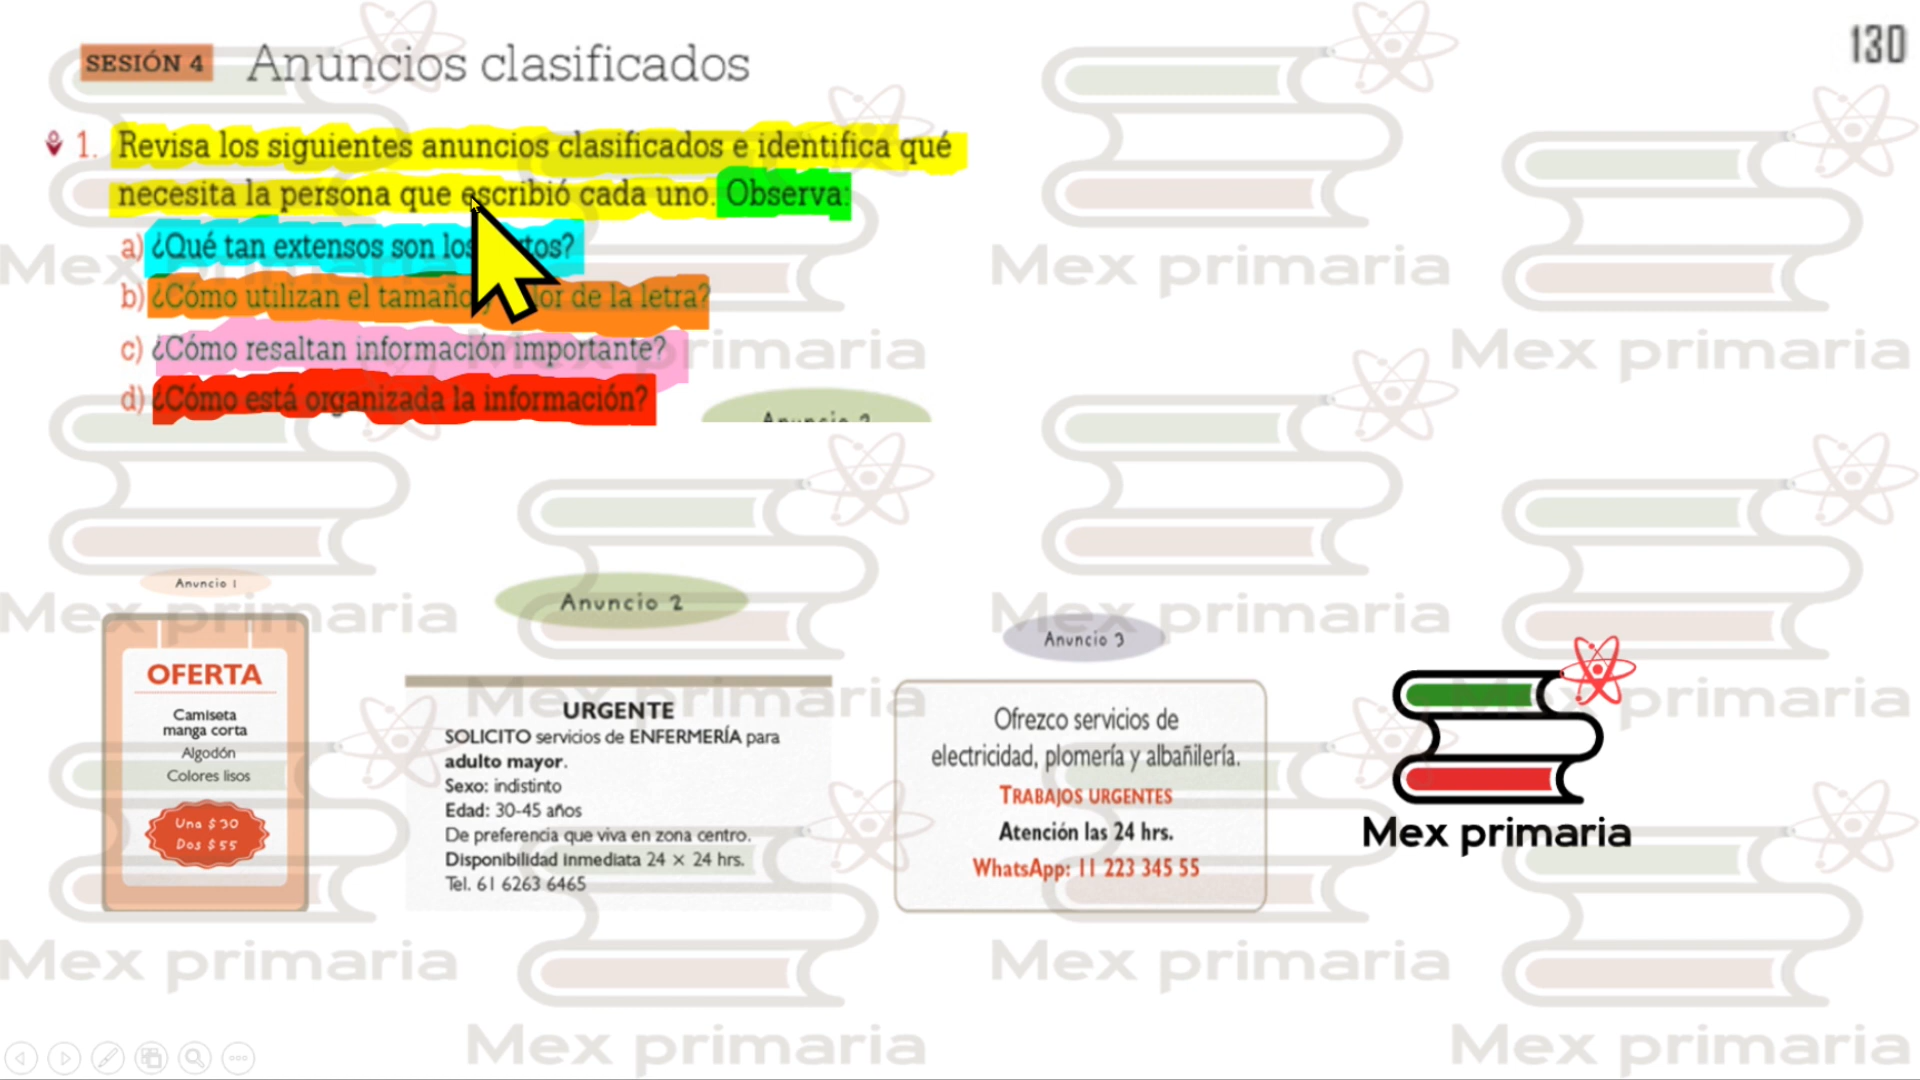 SESIÓN 4 Anuncios clasificados
130
1. Revisa los siguientes anuncios clasificados e identifica qué
necesita la persona que escribió cada uno. Observa:
a) ¿Qué tan extensos son los
b) ¿Cómo utilizan el tamaño y de la letra?
c) ¿Cómo resaltan información importante?
d) ¿Cómo está organizada la información?
Anuncio 1
OFERTA
Camiseta
manga corta
Algodón
Colores lisos
Una $30
Dos $55
Anuncio 2
URGENTE
SOLICITO servicios de ENFERMERÍA para
adulto mayor.
Sexo: indistinto
Edad: 30-45 años
De preferencia que viva en zona centro.
Disponibilidad inmediata 24 × 24 hrs.
Tel. 61 6263 6465
Anuncio 3
Ofrezco servicios de
electricidad, plomería y albañilería.
TRABAJOS URGENTES
Atención las 24 hrs.
WhatsApp: 11 223 345 55
Mex primaria